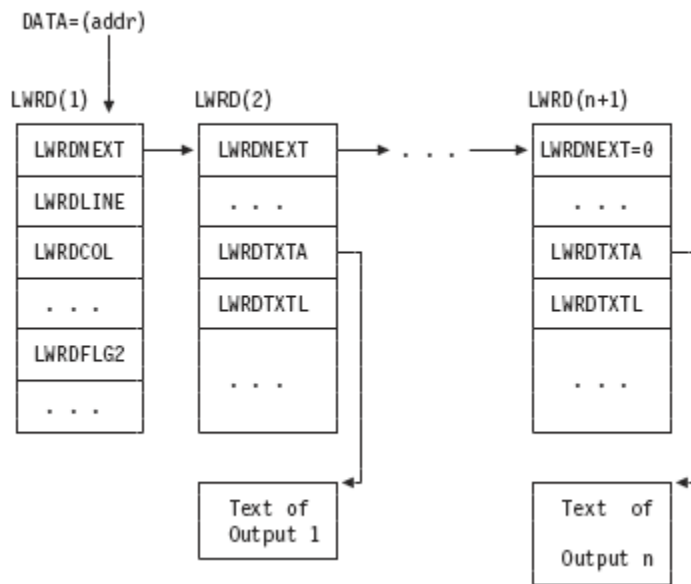 DATA=(addr)
LWRD(1)
LWRD(2)
LWRD(n+1)
LWRDNEXT
LWRDNEXT
. . .
LWRDNEXT=0
LWRDLINE
. . .
. . .
LWRDCOL
LWRDTXTA
LWRDTXTA
. . .
LWRDTXTL
LWRDTXTL
LWRDFLG2
. . .
. . .
. . .
Text of
Output 1
Text of
Output n